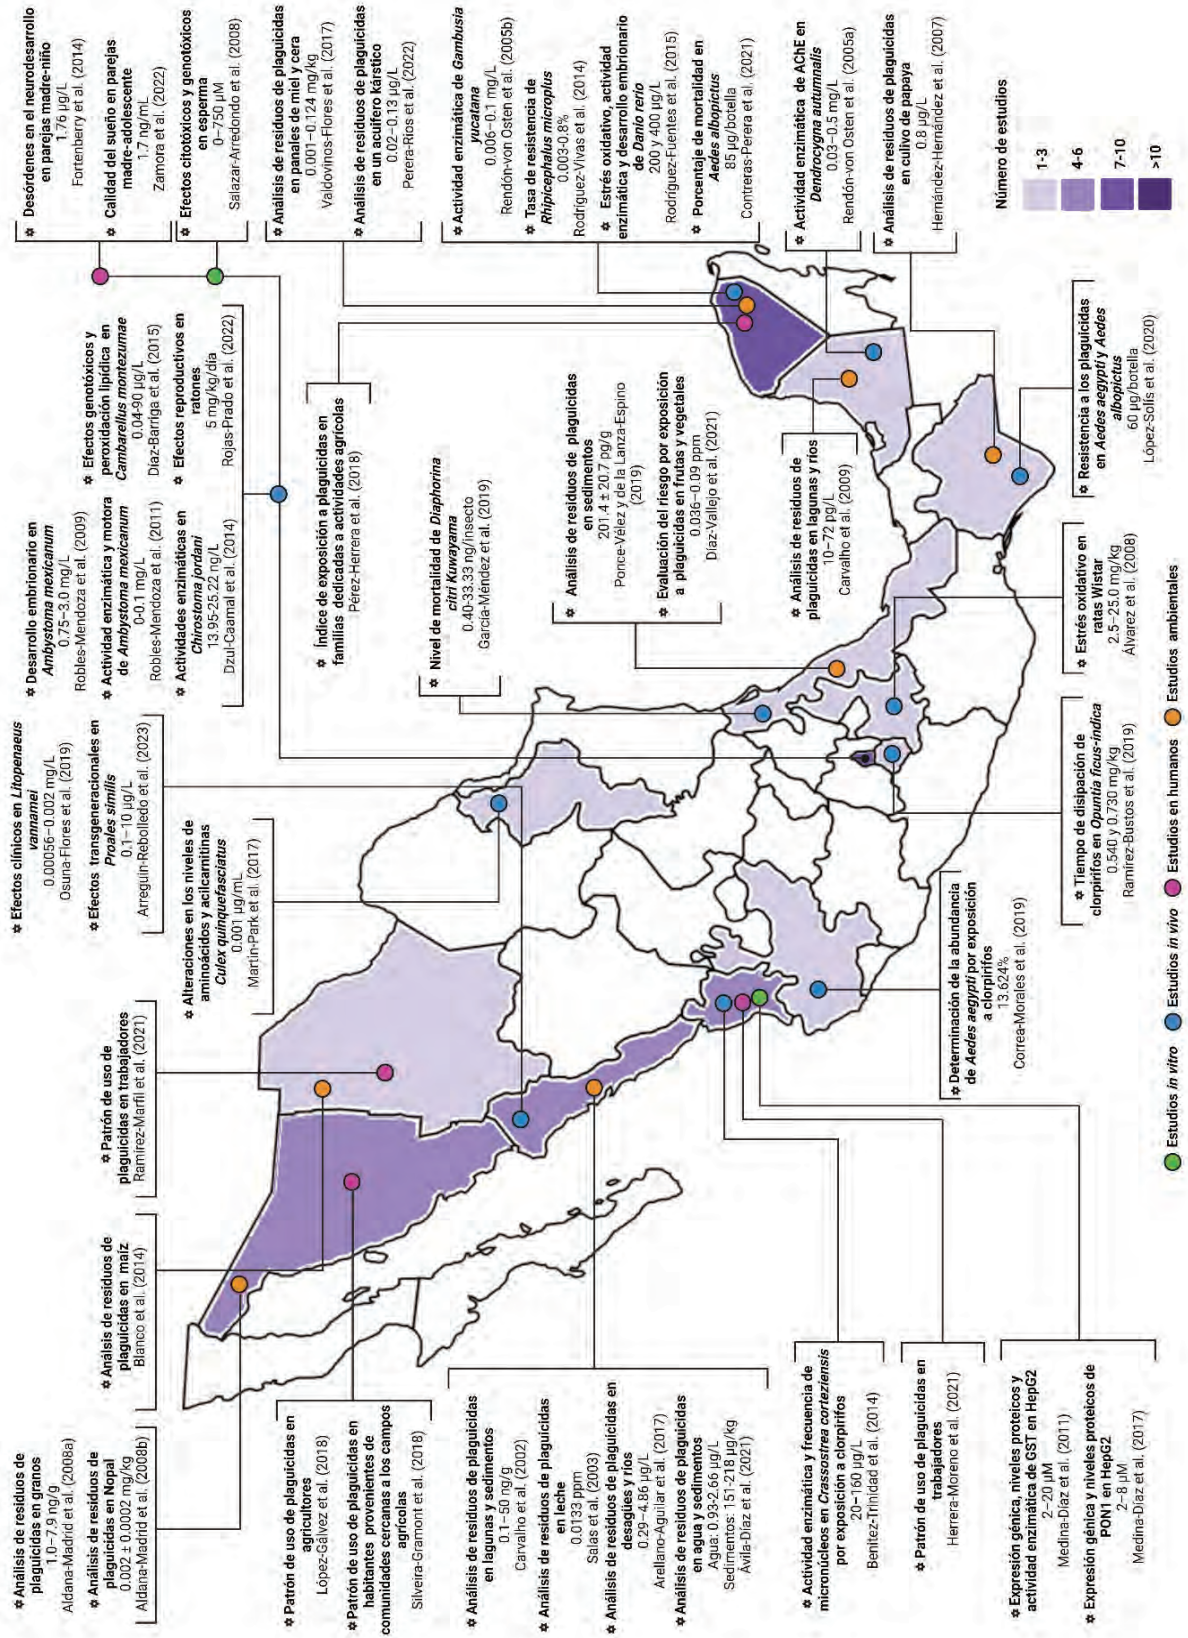 ✡ Análisis de residuos de
plaguicidas en granos
1.0–7.9 ng/g
Aldana-Madrid et al. (2008a)
✡ Análisis de residuos de
plaguicidas en Nopal
0.002 ± 0.0002 mg/kg
Aldana-Madrid et al. (2008b)
✡ Análisis de residuos de
plaguicidas en maíz
Blanco et al. (2014)
✡ Patrón de uso de
plaguicidas en trabajadores
Ramírez-Marfil et al. (2021)
✡ Alteraciones en los niveles de
aminoácidos y acilcarnitinas
Culex quinquefasciatus
0.001 µg/mL
Martin-Park et al. (2017)
✡ Efectos clínicos en Litopenaeus
vannamei
0.00056–0.002 mg/L
Osuna-Flores et al. (2019)
✡ Efectos transgeneracionales en
Proales similis
0.1–10 µg/L
Arreguin-Rebolledo et al. (2023)
✡ Desarrollo embrionario en
Ambystoma mexicanum
0.75–3.0 mg/L
Robles-Mendoza et al. (2009)
✡ Actividad enzimática y motora
de Ambystoma mexicanum
0-0.1 mg/L
Robles-Mendoza et al. (2011)
✡ Actividades enzimáticas en
Chirostoma jordani
13.95-25.22 ng/L
Dzul-Caamal et al. (2014)
✡ Efectos genotóxicos y
peroxidación lipídica en
Cambarellus montezumae
0.04-90 µg/L
Díaz-Barriga et al. (2015)
✡ Efectos reproductivos en
ratones
5 mg/kg/día
Rojas-Prado et al. (2022)
✡ Desórdenes en el neurodesarrollo
en parejas madre-niño
1.76 µg/L
Fortenberry et al. (2014)
✡ Calidad del sueño en parejas
madre-adolescente
1.7 ng/mL
Zamora et al. (2022)
✡ Efectos citotóxicos y genotóxicos
en esperma
0–750 µM
Salazar-Arredondo et al. (2008)
✡ Análisis de residuos de plaguicidas
en panales de miel y cera
0.001–0.124 mg/kg
Valdovinos-Flores et al. (2017)
✡ Análisis de residuos de plaguicidas
en un acuífero kárstico
0.02–0.13 µg/L
Perera-Rios et al. (2022)
✡ Actividad enzimática de Gambusia
yucatana
0.006–0.1 mg/L
Rendón-von Osten et al. (2005b)
✡ Tasa de resistencia de
Rhipicephalus microplus
0.003-0.8%
Rodríguez-Vivas et al. (2014)
✡ Estrés oxidativo, actividad
enzimática y desarrollo embrionario
de Danio rerio
200 y 400 µg/L
Rodríguez-Fuentes et al. (2015)
✡ Porcentaje de mortalidad en
Aedes albopictus
85 µg/botella
Contreras-Perera et al. (2021)
✡ Actividad enzimática de AChE en
Dendrocygna autumnalis
0.03–0.5 mg/L
Rendón-von Osten et al. (2005a)
✡ Análisis de residuos de plaguicidas
en cultivo de papaya
0.8 µg/L
Hernández-Hernández et al. (2007)
✡ Índice de exposición a plaguicidas en
familias dedicadas a actividades agrícolas
Pérez-Herrera et al. (2018)
✡ Nivel de mortalidad de Diaphorina
citri Kuwayama
0.40-33.33 ng/insecto
García-Méndez et al. (2019)
✡ Análisis de residuos de plaguicidas
en sedimentos
201.4 ± 20.7 pg/g
Ponce-Vélez y de la Lanza-Espino
(2019)
✡ Evaluación del riesgo por exposición
a plaguicidas en frutas y vegetales
0.036–0.09 ppm
Díaz-Vallejo et al. (2021)
✡ Análisis de residuos de
plaguicidas en lagunas y ríos
10–72 pg/L
Carvalho et al. (2009)
Número de estudios
1-3
4-6
7-10
>10
✡ Resistencia a los plaguicidas
en Aedes aegypti y Aedes
albopictus
60 µg/botella
López-Solís et al. (2020)
✡ Estrés oxidativo en
ratas Wistar
2.5–25.0 mg/kg
Álvarez et al. (2008)
✡ Tiempo de disipación de
clorpirifós en Opuntia ficus-indica
0.540 y 0.730 mg/kg
Ramírez-Bustos et al. (2019)
✡ Determinación de la abundancia
de Aedes aegypti por exposición
a clorpirifos
13.624%
Correa-Morales et al. (2019)
✡ Patrón de uso de plaguicidas en
agricultores
López-Gálvez et al. (2018)
✡ Patrón de uso de plaguicidas en
habitantes provenientes de
comunidades cercanas a los campos
agrícolas
Silveira-Gramont et al. (2018)
✡ Análisis de residuos de plaguicidas
en lagunas y sedimentos
0.1–50 ng/g
Carvalho et al. (2002)
✡ Análisis de residuos de plaguicidas
en leche
0.0133 ppm
Salas et al. (2003)
✡ Análisis de residuos de plaguicidas en
desagües y ríos
0.29–4.86 µg/L
Arellano-Aguilar et al. (2017)
✡ Análisis de residuos de plaguicidas
en agua y sedimentos
Agua: 0.93-2.66 µg/L
Sedimentos: 151-218 µg/kg
Ávila-Díaz et al. (2021)
✡ Actividad enzimática y frecuencia de
micronúcleos en Crassostrea corteziensis
por exposición a clorpirifos
20–160 µg/L
Benitez-Trinidad et al. (2014)
✡ Patrón de uso de plaguicidas en
trabajadores
Herrera-Moreno et al. (2021)
✡ Expresión génica, niveles proteicos y
actividad enzimática de GST en HepG2
2–20 µM
Medina-Díaz et al. (2011)
✡ Expresión génica y niveles proteicos de
PON1 en HepG2
2–8 µM
Medina-Díaz et al. (2017)
Estudios in vitro
Estudios in vivo
Estudios en humanos
Estudios ambientales